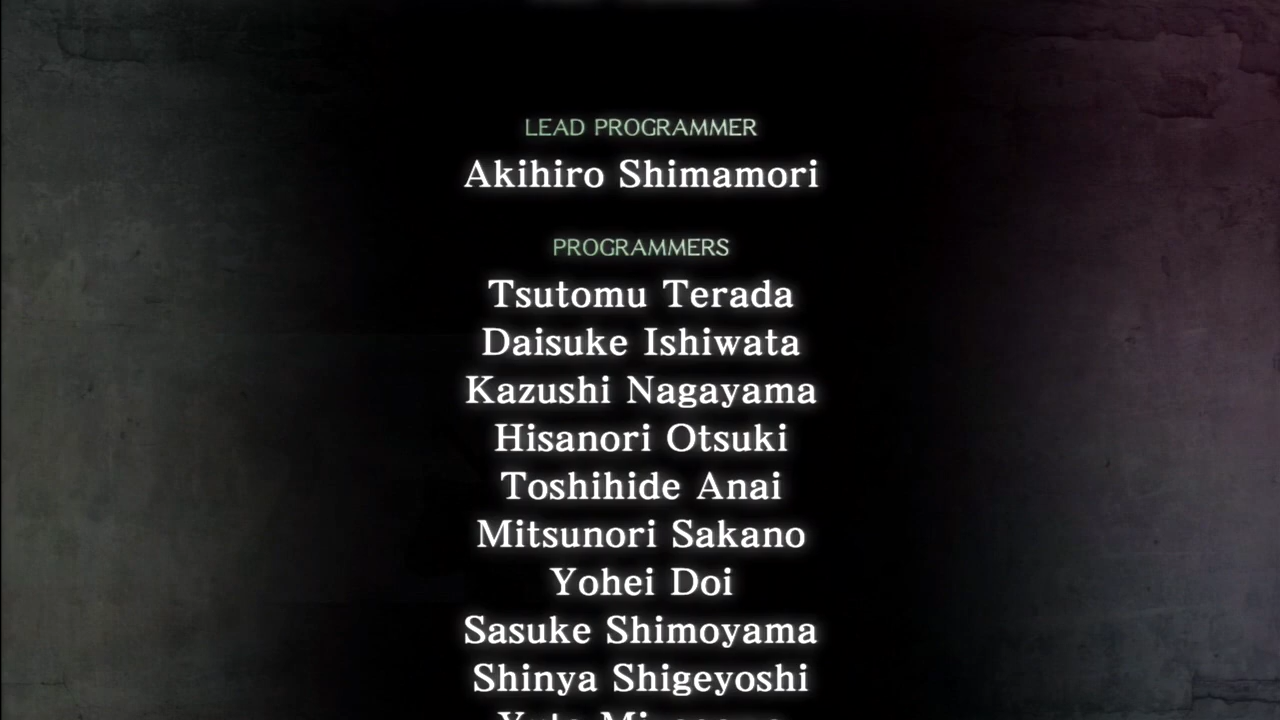 LEAD PROGRAMMER
Akihiro Shimamori
PROGRAMMERS
Tsutomu Terada
Daisuke Ishiwata
Kazushi Nagayama
Hisanori Otsuki
Toshihide Anai
Mitsunori Sakano
Yohei Doi
Sasuke Shimoyama
Shinya Shigeyoshi